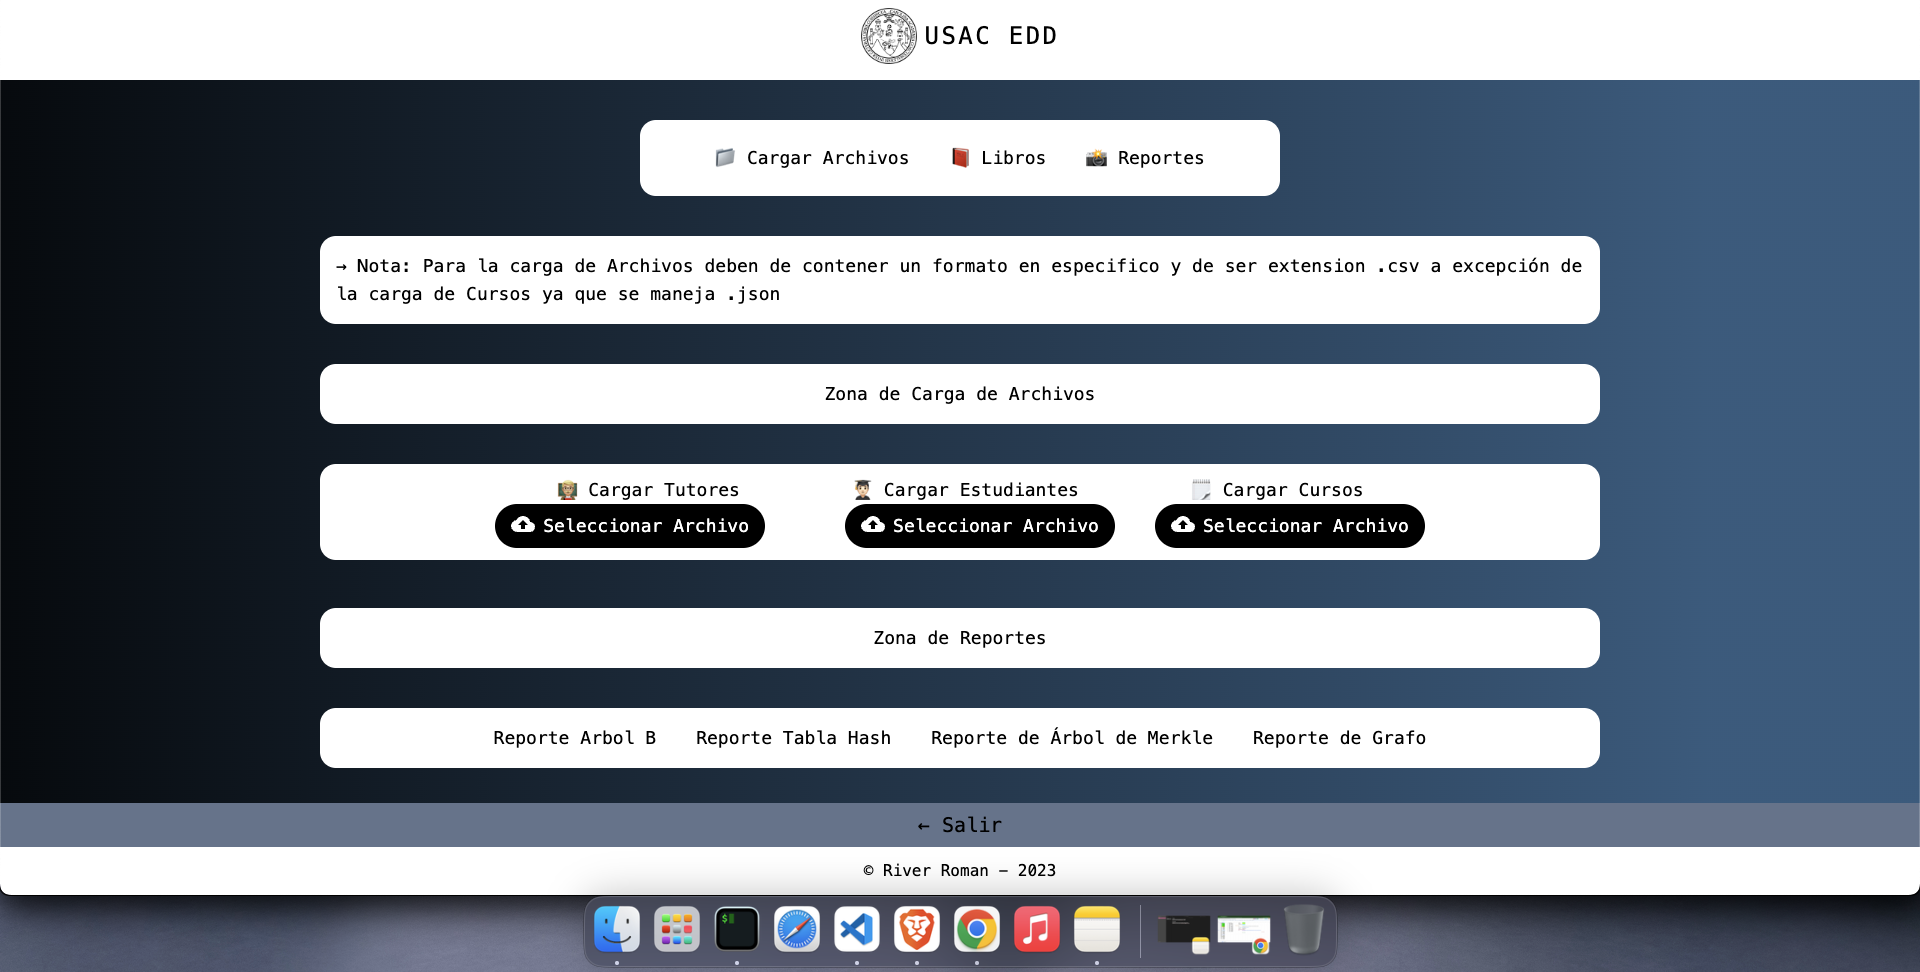 USAC EDD
Cargar Archivos Libros Reportes
→ Nota: Para la carga de Archivos deben de contener un formato en especifico y de ser extension .csv a excepción de
la carga de Cursos ya que se maneja .json
Zona de Carga de Archivos
Cargar Tutores Cargar Estudiantes Cargar Cursos
Seleccionar Archivo Seleccionar Archivo Seleccionar Archivo
Zona de Reportes
Reporte Arbol B Reporte Tabla Hash Reporte de Árbol de Merkle Reporte de Grafo
← Salir
© River Roman - 2023